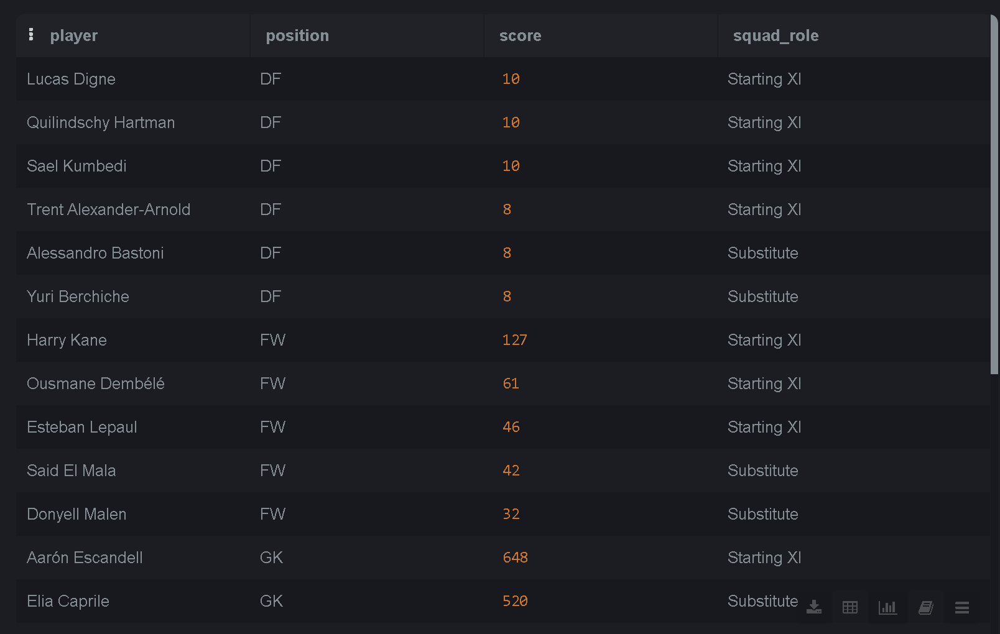 player position score squad_role
Lucas Digne DF 10 Starting XI
Quilindschy Hartman DF 10 Starting XI
Sael Kumbedi DF 10 Starting XI
Trent Alexander-Arnold DF 8 Starting XI
Alessandro Bastoni DF 8 Substitute
Yuri Berchiche DF 8 Substitute
Harry Kane FW 127 Starting XI
Ousmane Dembélé FW 61 Starting XI
Esteban Lepaul FW 46 Starting XI
Said El Mala FW 42 Substitute
Donyell Malen FW 32 Substitute
Aarón Escandell GK 648 Starting XI
Elia Caprile GK 520 Substitute